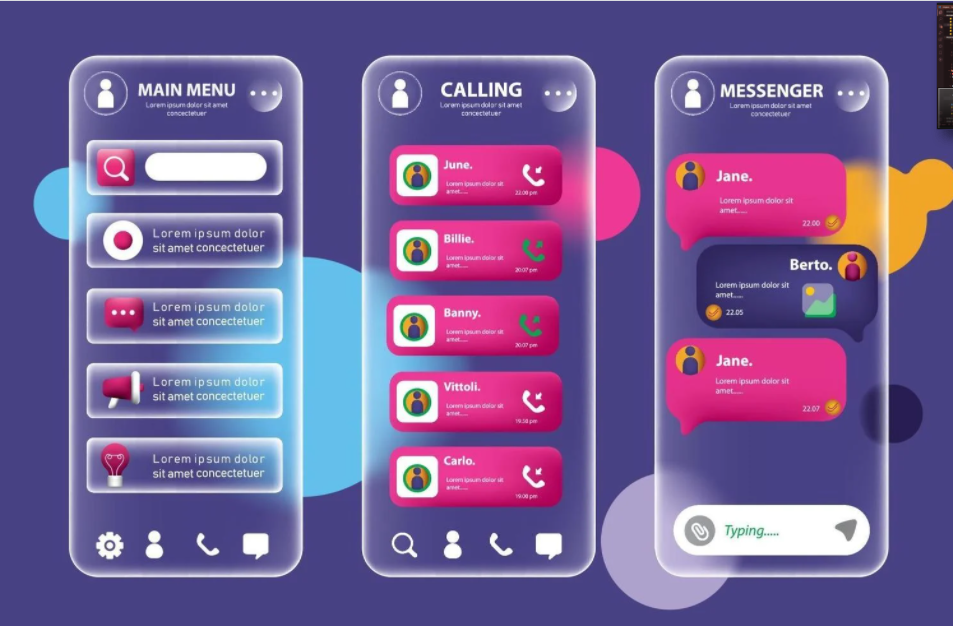 MAIN MENU
Lorem ipsum dolor sit amet
concectetuer
Lorem ipsum dolor
sit amet concectetuer
Lorem ipsum dolor
sit amet concectetuer
Lorem ipsum dolor
sit amet concectetuer
Lorem ipsum dolor
sit amet concectetuer
CALLING
Lorem ipsum dolor sit amet
concectetuer
June.
Lorem ipsum dolor sit
amet.....
22.00 pm
Billie.
Lorem ipsum dolor sit
amet.....
20.07 pm
Banny.
Lorem ipsum dolor sit
amet.....
20.07 pm
Vittoli.
Lorem ipsum dolor sit
amet.....
19.30 pm
Carlo.
Lorem ipsum dolor sit
amet.....
19.00 pm
MESSENGER
Lorem ipsum dolor sit amet
concectetuer
Jane.
Lorem ipsum dolor sit
amet.....
22.00
Berto.
Lorem ipsum dolor sit
amet.....
22.05
Jane.
Lorem ipsum dolor sit
amet.....
22.07
Typing.....